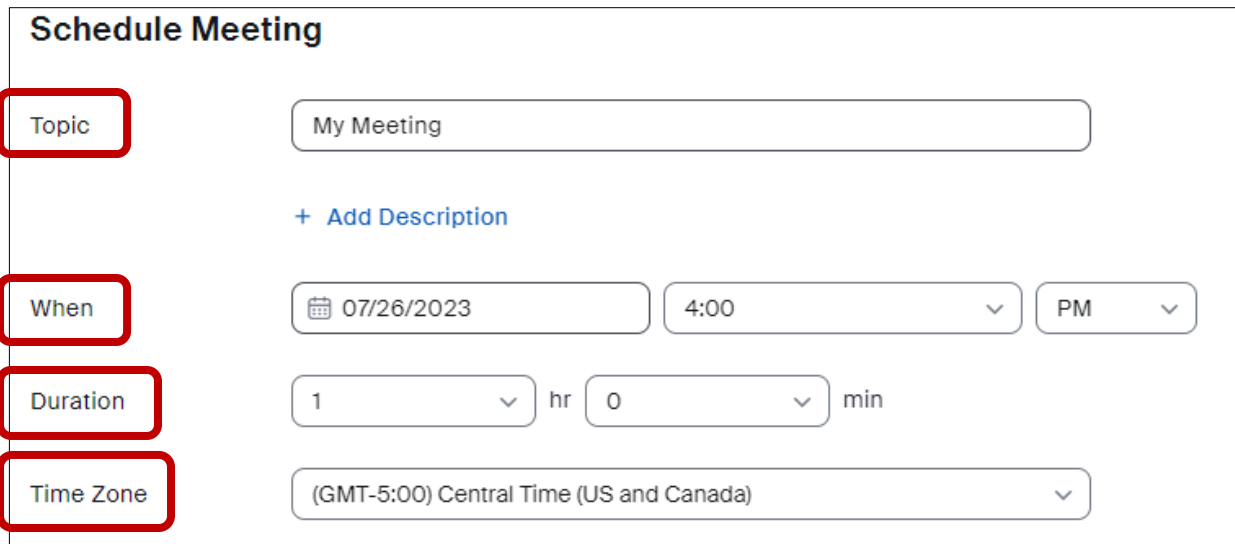 Schedule Meeting
Topic My Meeting
+ Add Description
When 07/26/2023 4:00 PM
Duration 1 hr 0 min
Time Zone (GMT-5:00) Central Time (US and Canada)